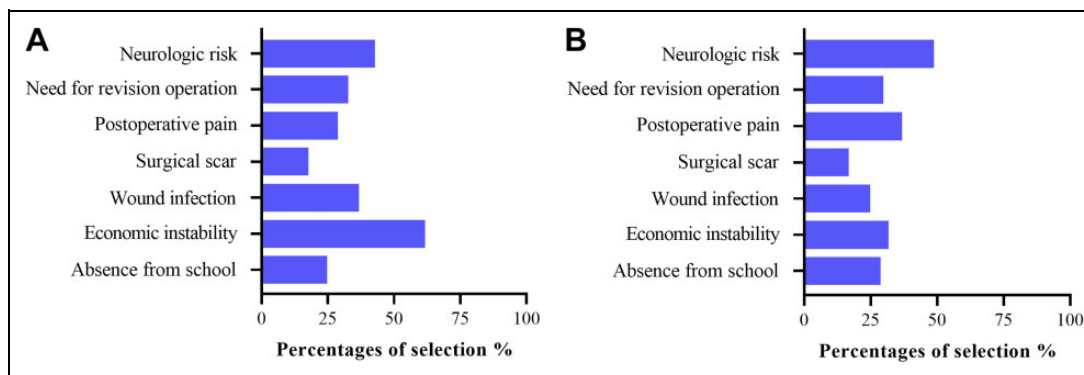 A
Neurologic risk
Need for revision operation
Postoperative pain
Surgical scar
Wound infection
Economic instability
Absence from school
0 25 50 75 100
Percentages of selection %
B
Neurologic risk
Need for revision operation
Postoperative pain
Surgical scar
Wound infection
Economic instability
Absence from school
0 25 50 75 100
Percentages of selection %